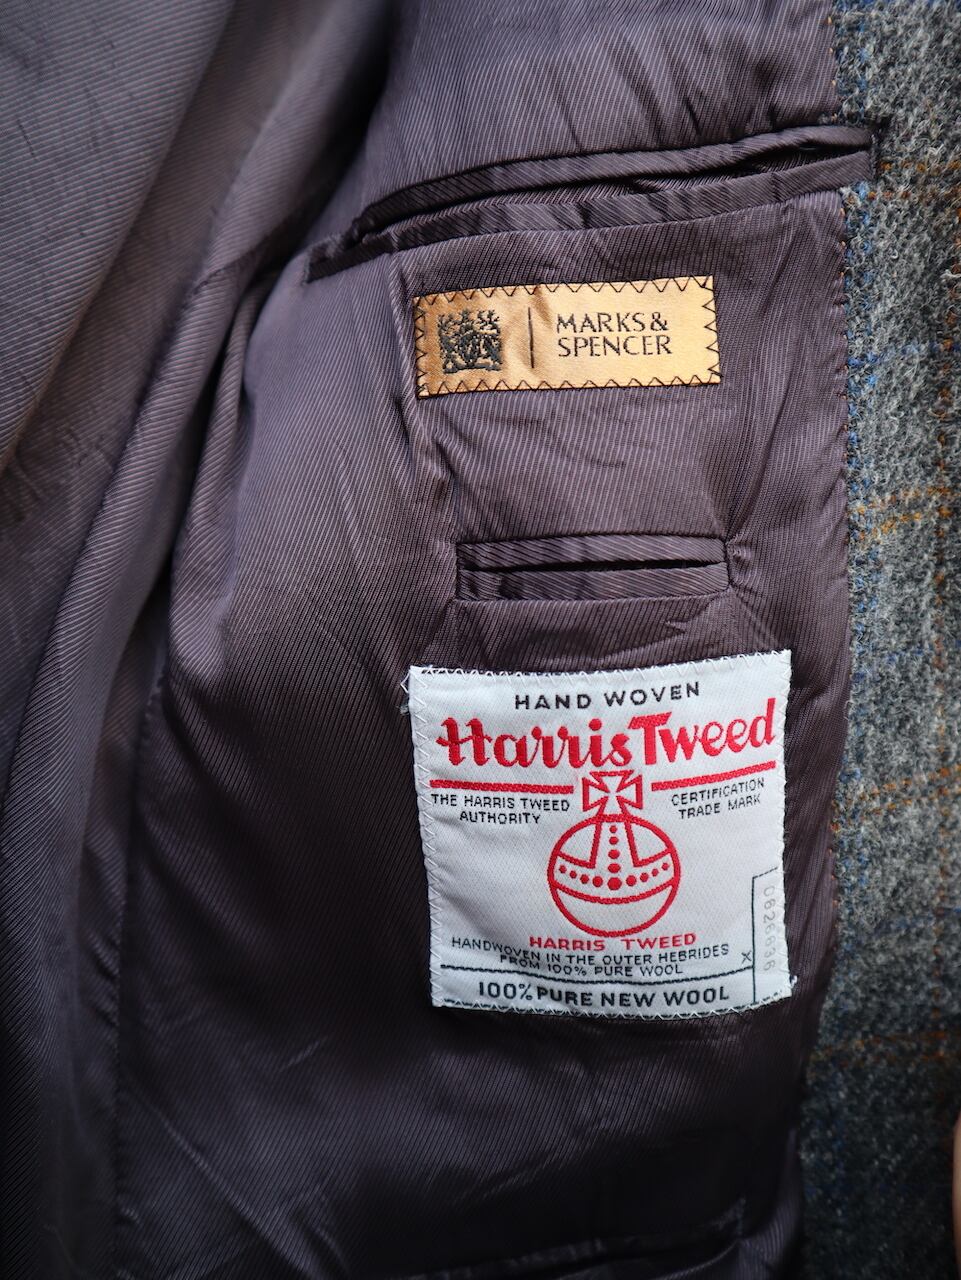 MARKS &
SPENCER
HAND WOVEN
Harris Tweed
THE HARRIS TWEED
AUTHORITY
CERTIFICATION
TRADE MARK
HARRIS TWEED
HANDWOVEN IN THE OUTER HEBRIDES
FROM 100% PURE WOOL
X
100% PURE NEW WOOL